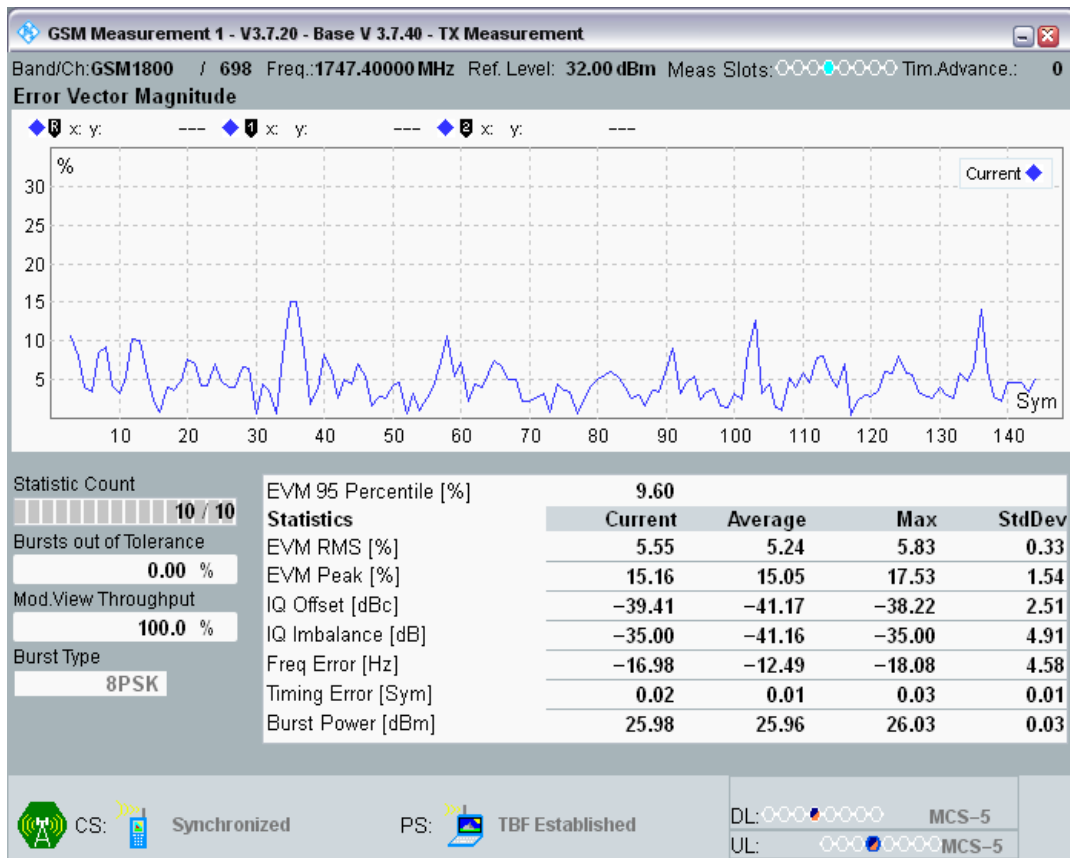 GSM Measurement 1 - V3.7.20 - Base V 3.7.40 - TX Measurement
Band/Ch:GSM1800 / 698 Freq.:1747.40000 MHz Ref. Level: 32.00 dBm Meas Slots: Tim.Advance.: 0
Error Vector Magnitude
R x: y: --- 1 x: y: --- 2 x: y: ---
%
Current
30
25
20
15
10
5
Sym
10 20 30 40 50 60 70 80 90 100 110 120 130 140
Statistic Count
10 / 10
Bursts out of Tolerance
0.00 %
Mod.View Throughput
100.0 %
Burst Type
8PSK
EVM 95 Percentile [%] 9.60
Statistics Current Average Max StdDev
EVM RMS [%] 5.55 5.24 5.83 0.33
EVM Peak [%] 15.16 15.05 17.53 1.54
IQ Offset [dBc] −39.41 −41.17 −38.22 2.51
IQ Imbalance [dB] −35.00 −41.16 −35.00 4.91
Freq Error [Hz] −16.98 −12.49 −18.08 4.58
Timing Error [Sym] 0.02 0.01 0.03 0.01
Burst Power [dBm] 25.98 25.96 26.03 0.03
CS: Synchronized PS: TBF Established
DL: MCS−5
UL: MCS−5